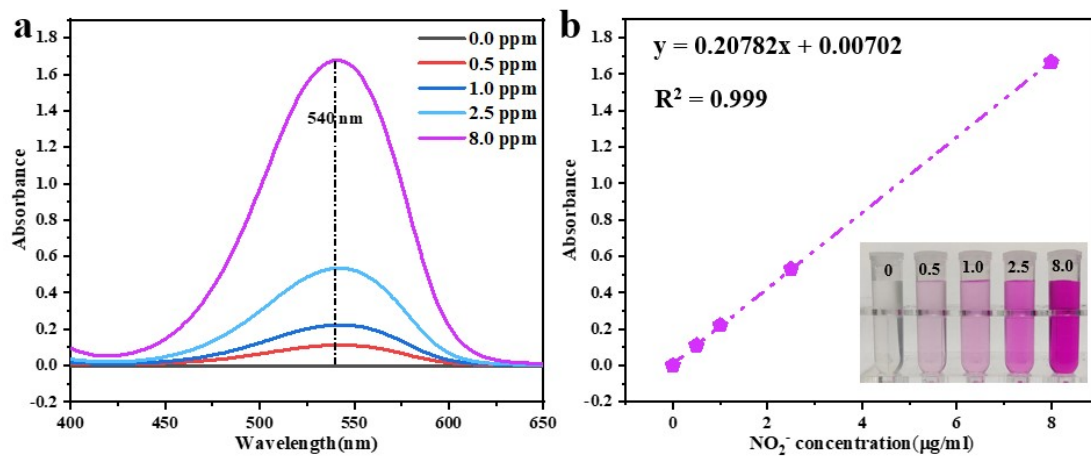 a
1.8
1.6
1.4
1.2
1.0
0.8
0.6
0.4
0.2
0.0
-0.2
Absorbance
400
450
500
550
600
650
Wavelength(nm)
540 nm
0.0 ppm
0.5 ppm
1.0 ppm
2.5 ppm
8.0 ppm
b
1.8
1.6
1.4
1.2
1.0
0.8
0.6
0.4
0.2
0.0
-0.2
Absorbance
y = 0.20782x + 0.00702
R² = 0.999
0 0.5 1.0 2.5 8.0
0
2
4
6
8
NO₂⁻ concentration(μg/ml)